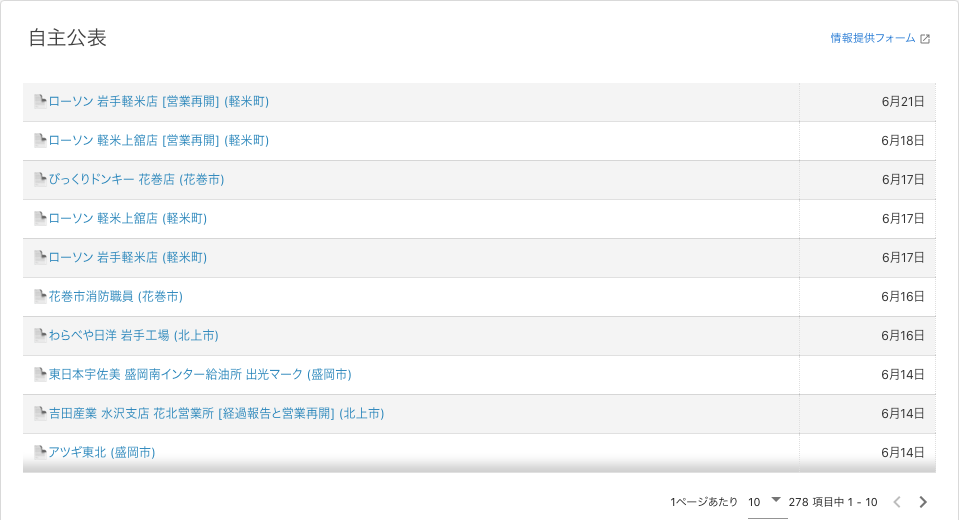 自主公表
情報提供フォーム
ローソン 岩手軽米店 [営業再開] (軽米町) 6月21日
ローソン 軽米上舘店 [営業再開] (軽米町) 6月18日
びっくりドンキー 花巻店 (花巻市) 6月17日
ローソン 軽米上舘店 (軽米町) 6月17日
ローソン 岩手軽米店 (軽米町) 6月17日
花巻市消防職員 (花巻市) 6月16日
わらべや日洋 岩手工場 (北上市) 6月16日
東日本宇佐美 盛岡南インター給油所 出光マーク (盛岡市) 6月14日
吉田産業 水沢支店 花北営業所 [経過報告と営業再開] (北上市) 6月14日
アツギ東北 (盛岡市) 6月14日
1ページあたり 10 278 項目中 1 - 10